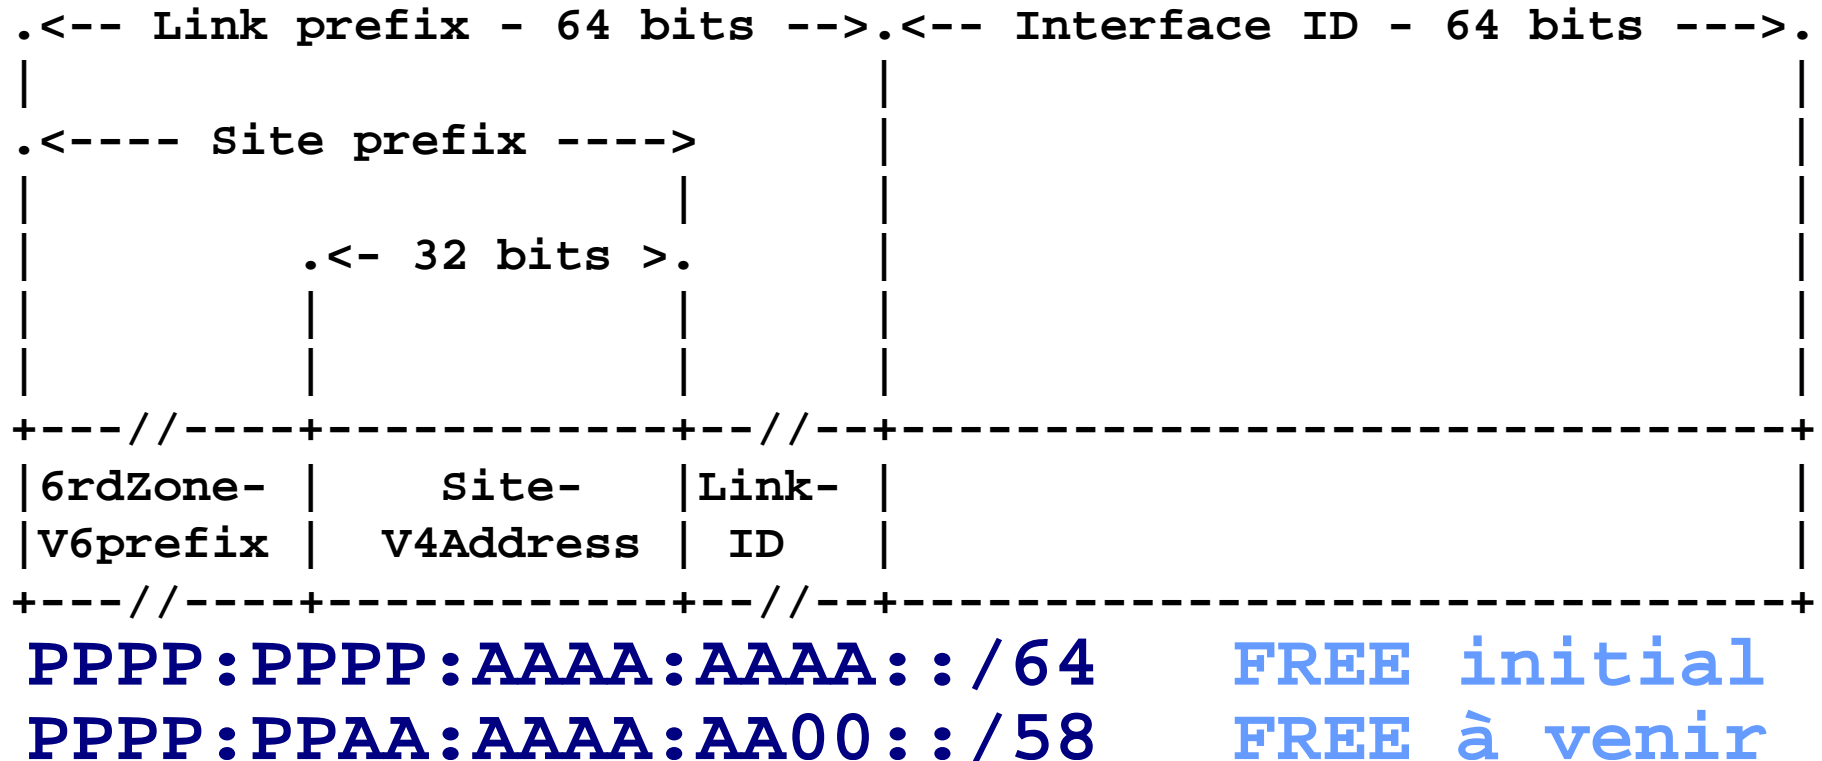 .<-- Link prefix - 64 bits -->.<-- Interface ID - 64 bits --->.
|                             |                               |
.<---- Site prefix ---->      |                               |
|                      |      |                               |
|         .<- 32 bits >.      |                               |
|         |            |      |                               |
|         |            |      |                               |
+---//----+------------+--//--+-------------------------------+
|6rdZone- |    Site-   |Link- |                               |
|V6prefix |  V4Address | ID   |                               |
+---//----+------------+--//--+-------------------------------+
PPPP:PPPP:AAAA:AAAA::/64   FREE initial
PPPP:PPAA:AAAA:AA00::/58   FREE à venir